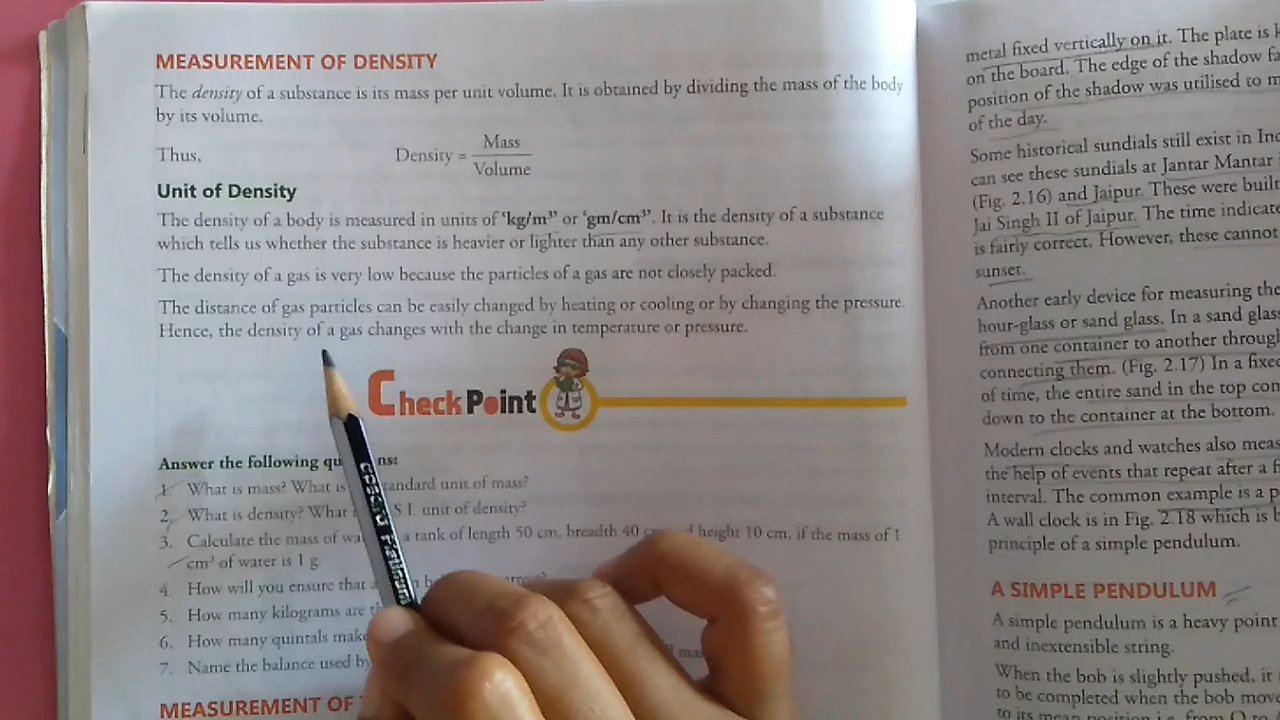 MEASUREMENT OF DENSITY
The density of a substance is its mass per unit volume. It is obtained by dividing the mass of the body
by its volume.
Thus,
Density = Mass
Volume
Unit of Density
The density of a body is measured in units of 'kg/m³' or 'gm/cm³'. It is the density of a substance
which tells us whether the substance is heavier or lighter than any other substance.
The density of a gas is very low because the particles of a gas are not closely packed.
The distance of gas particles can be easily changed by heating or cooling or by changing the pressure.
Hence, the density of a gas changes with the change in temperature or pressure.
CheckPoint
Answer the following
1. What is mass? What is standard unit of mass?
2. What is density? What S.I. unit of density?
3. Calculate the mass of a tank of length 50 cm, breadth 40 height 10 cm, if the mass of 1
cm³ of water is 1 g.
4. How will you ensure that
5. How many kilograms are
6. How many quintals make
7. Name the balance used by
MEASUREMENT OF
metal fixed vertically on it. The plate is
on the board. The edge of the shadow
position of the shadow was utilised to
of the day.
Some historical sundials still exist in
can see these sundials at Jantar Mantar
(Fig. 2.16) and Jaipur. These were built
Jai Singh II of Jaipur. The time
is fairly correct. However, these cannot
sunset.
Another early device for measuring the
hour-glass or sand glass. In a sand
from one container to another
connecting them. (Fig. 2.17) In a
of time, the entire sand in the top
down to the container at the bottom.
Modern clocks and watches also
the help of events that repeat after a
interval. The common example is a
A wall clock is in Fig. 2.18 which is
principle of a simple pendulum.
A SIMPLE PENDULUM
A simple pendulum is a heavy point
and inextensible string.
When the bob is slightly pushed, it
to be completed when the bob
to its mean position i.e. from O to